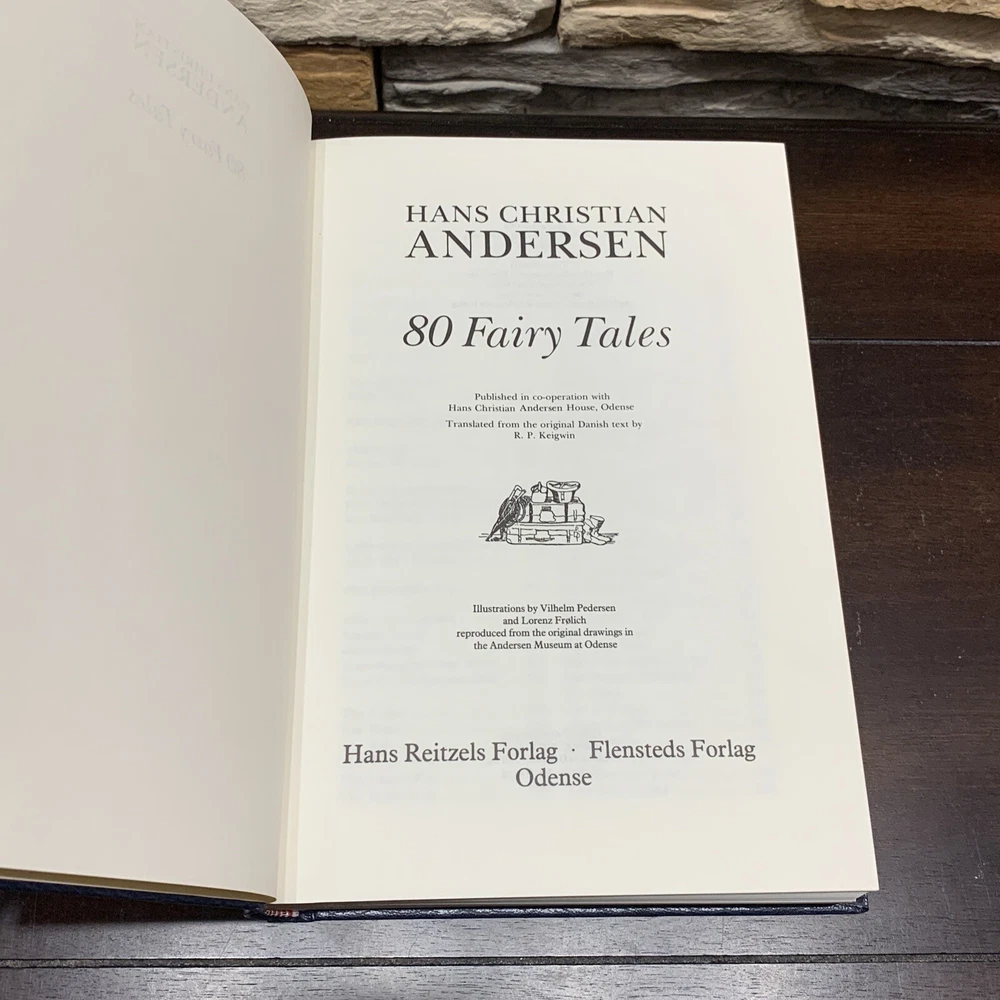 HANS CHRISTIAN
ANDERSEN
80 Fairy Tales
Published in co-operation with
Hans Christian Andersen House, Odense
Translated from the original Danish text by
R. P. Keigwin
Illustrations by Vilhelm Pedersen
and Lorenz Frølich
reproduced from the original drawings in
the Andersen Museum at Odense
Hans Reitzels Forlag · Flensteds Forlag
Odense